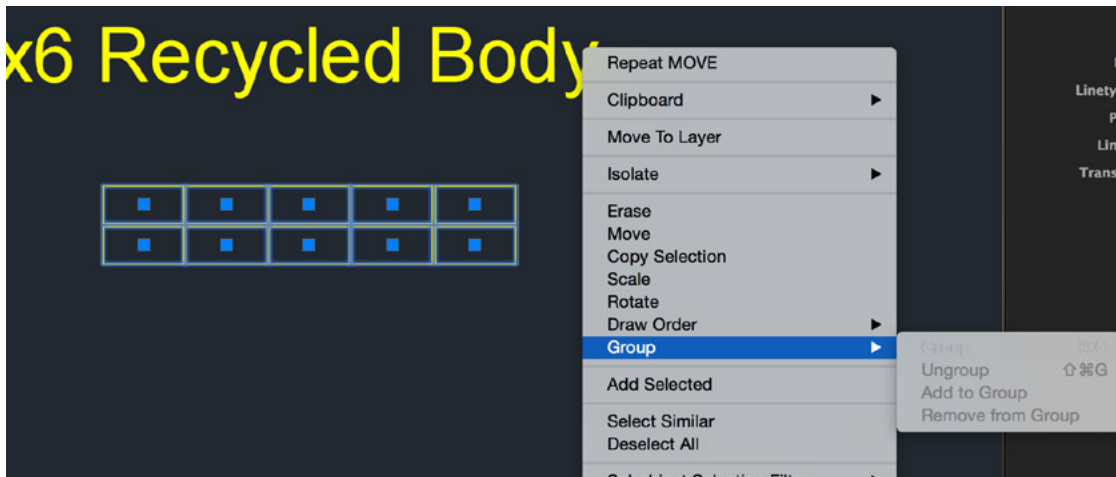 x6 Recycled Body
Repeat MOVE
Clipboard
Move To Layer
Isolate
Erase
Move
Copy Selection
Scale
Rotate
Draw Order
Group
Add Selected
Select Similar
Deselect All
Group
Ungroup ⇧⌘G
Add to Group
Remove from Group
Linety
P
Lin
Trans